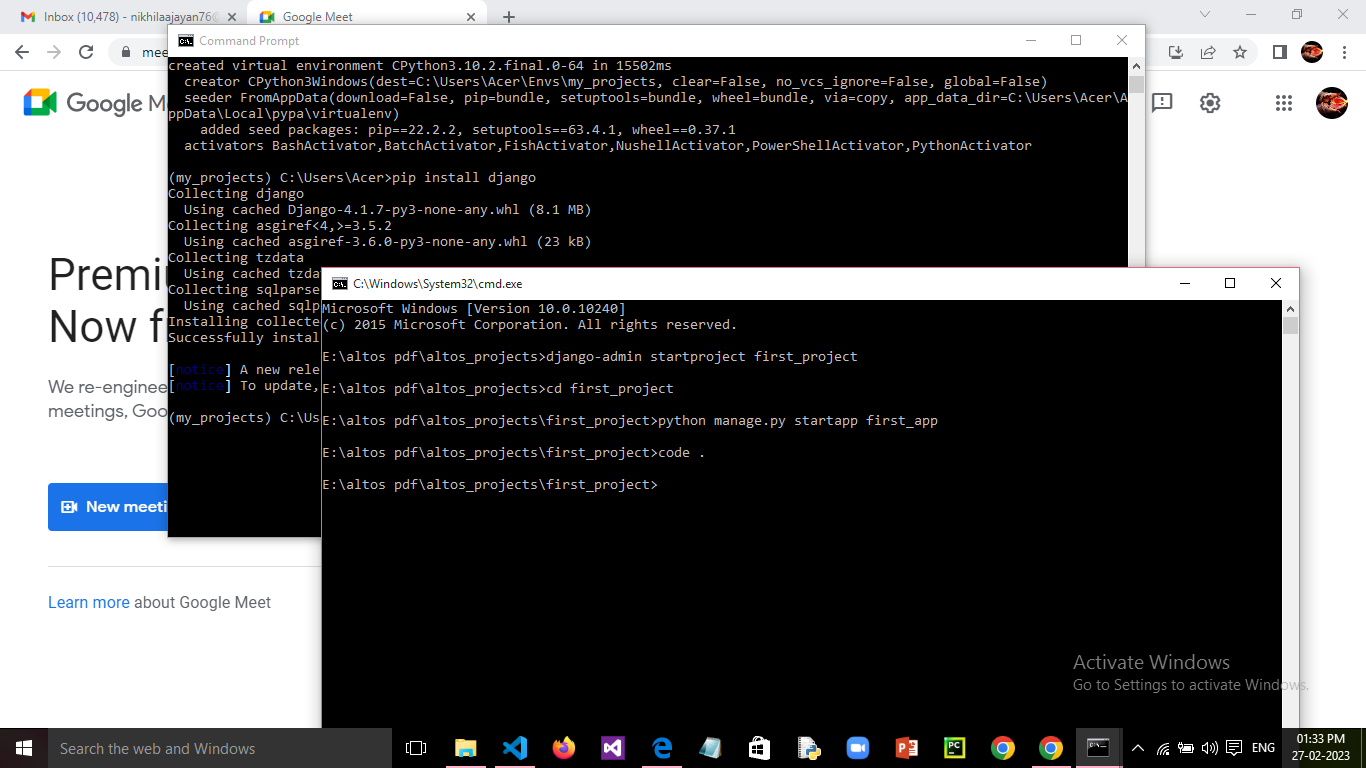 Inbox (10,478) - nikhilaajayan76@
Google Meet
mee
Google M
Premiu
Now f
We re-enginee
meetings, Goo
New meeti
Learn more about Google Meet
Command Prompt
created virtual environment CPython3.10.2.final.0-64 in 15502ms
creator CPython3Windows(dest=C:\Users\Acer\Envs\my_projects, clear=False, no_vcs_ignore=False, global=False)
seeder FromAppData(download=False, pip=bundle, setuptools=bundle, wheel=bundle, via=copy, app_data_dir=C:\Users\Acer\A
ppData\Local\pypa\virtualenv)
added seed packages: pip==22.2.2, setuptools==63.4.1, wheel==0.37.1
activators BashActivator,BatchActivator,FishActivator,NushellActivator,PowerShellActivator,PythonActivator
(my_projects) C:\Users\Acer>pip install django
Collecting django
Using cached Django-4.1.7-py3-none-any.whl (8.1 MB)
Collecting asgiref<4,>=3.5.2
Using cached asgiref-3.6.0-py3-none-any.whl (23 kB)
Collecting tzdata
Using cached tzda
Collecting sqlparse
Using cached sqlp
Installing collecte
Successfully instal
[notice] A new rele
[notice] To update,
(my_projects) C:\Us
C:\Windows\System32\cmd.exe
Microsoft Windows [Version 10.0.10240]
(c) 2015 Microsoft Corporation. All rights reserved.
E:\altos pdf\altos_projects>django-admin startproject first_project
E:\altos pdf\altos_projects>cd first_project
E:\altos pdf\altos_projects\first_project>python manage.py startapp first_app
E:\altos pdf\altos_projects\first_project>code .
E:\altos pdf\altos_projects\first_project>
Activate Windows
Go to Settings to activate Windows.
Search the web and Windows
ENG
01:33 PM
27-02-2023